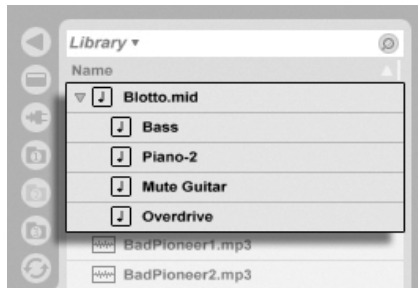 Library
Name
Blotto.mid
Bass
Piano-2
Mute Guitar
Overdrive
BadPioneer1.mp3
BadPioneer2.mp3